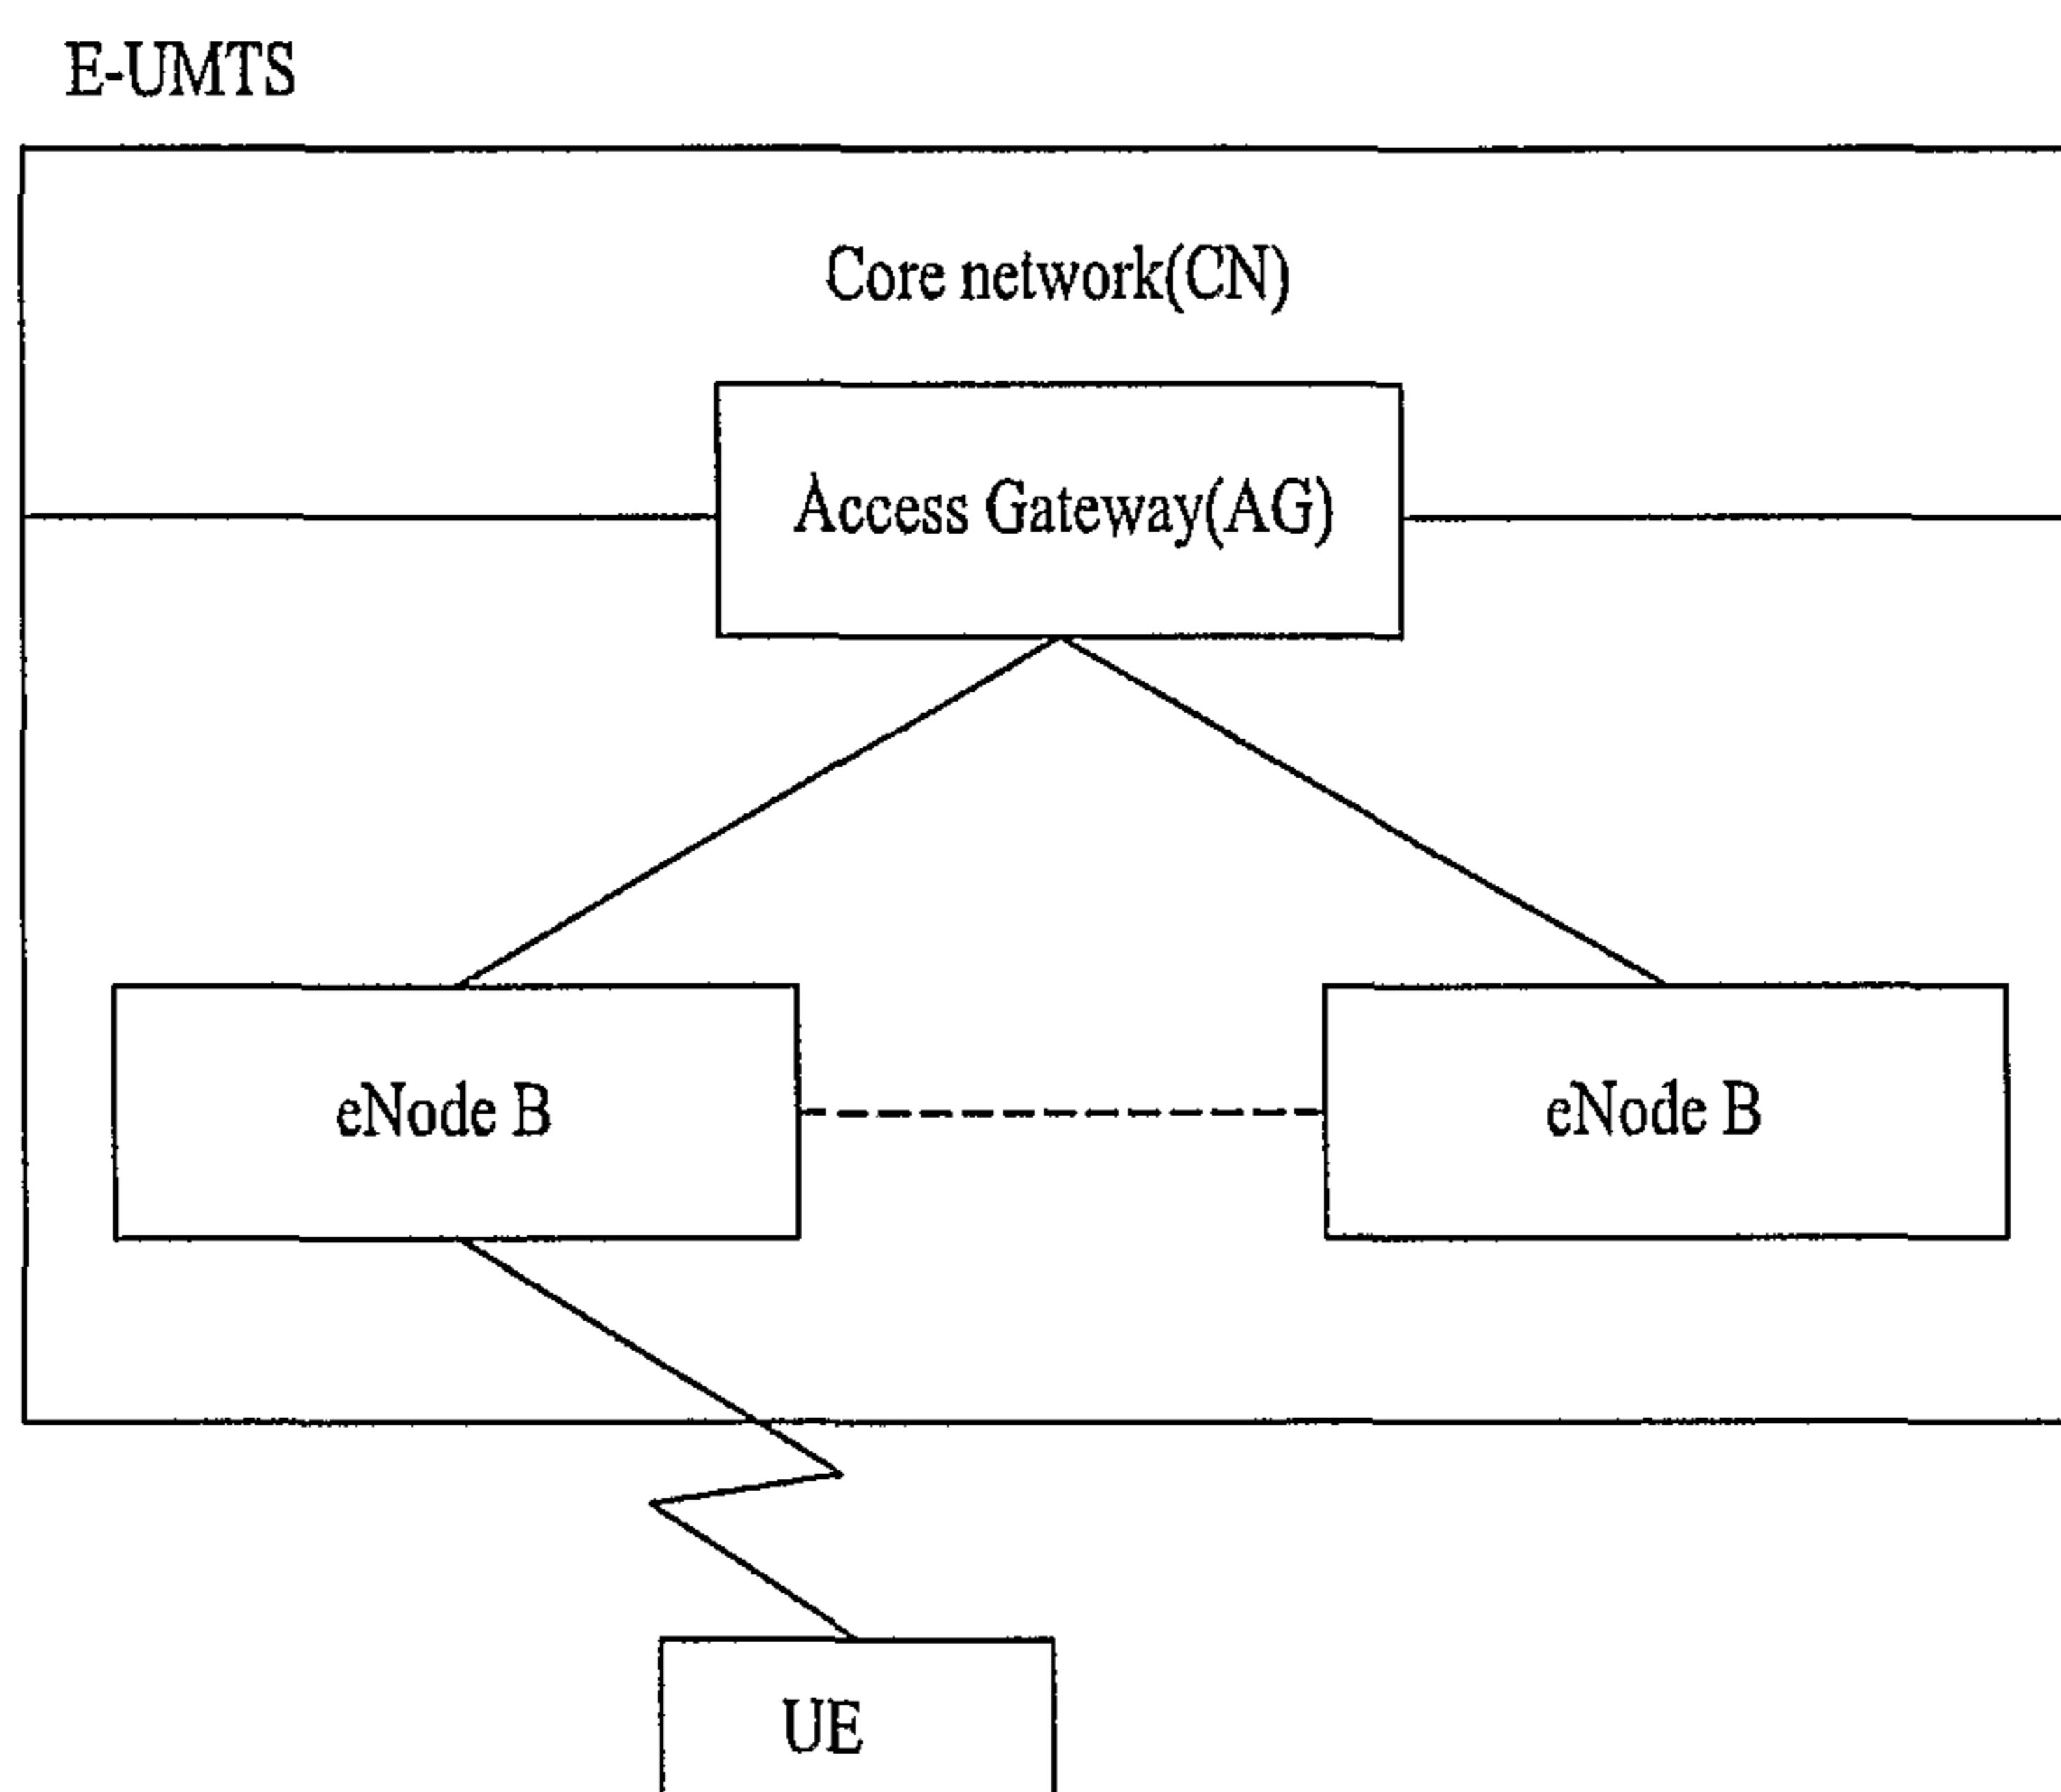 E-UMTS
Core network(CN)
Access Gateway(AG)
eNode B
eNode B
UE